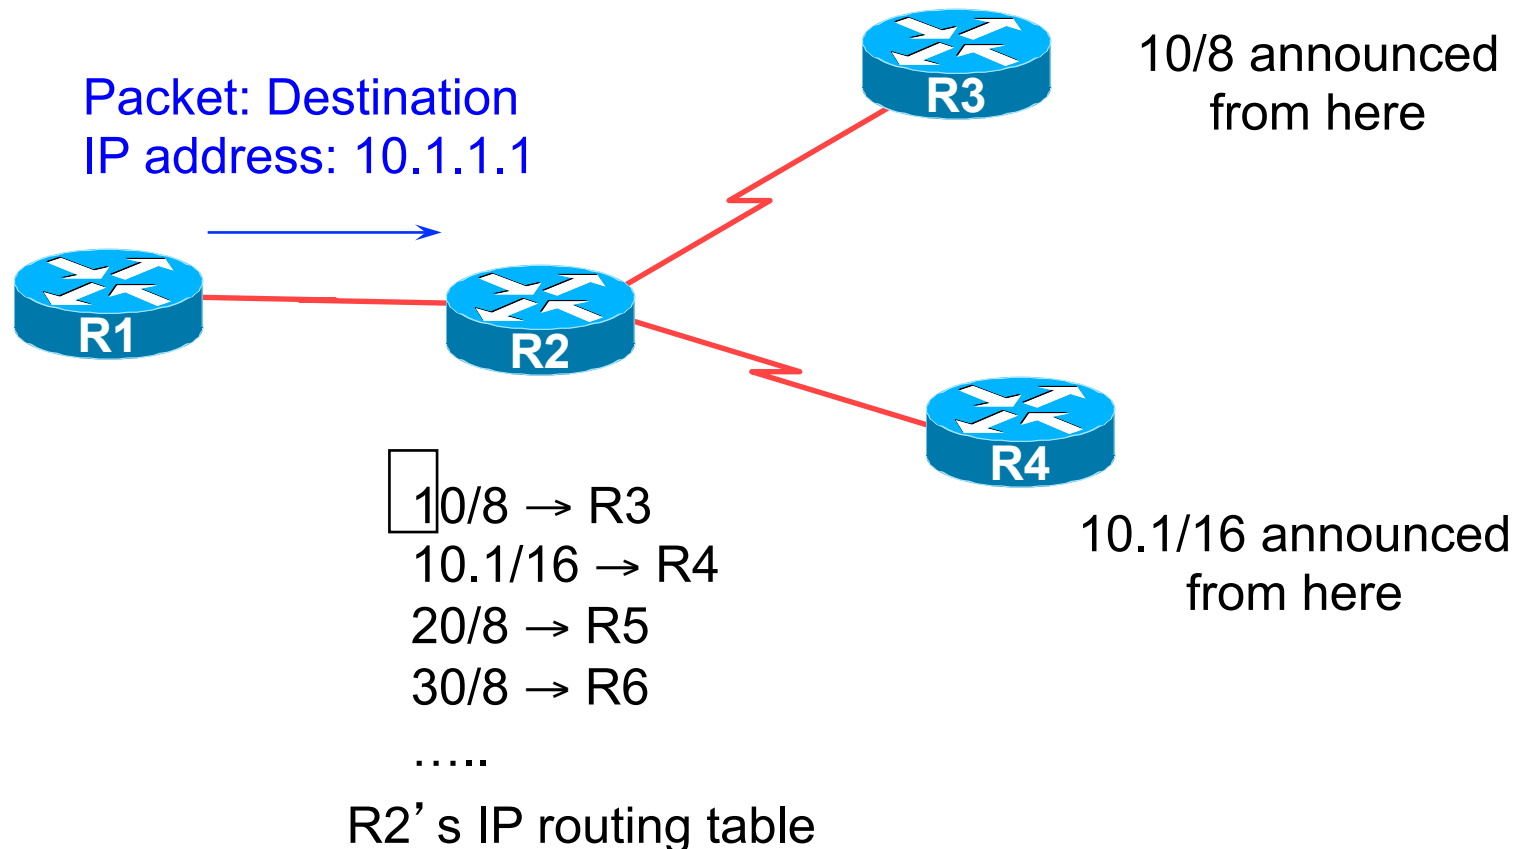 Packet: Destination
IP address: 10.1.1.1
R3
10/8 announced
from here
R1
R2
R4
10.1/16 announced
from here
10/8 → R3
10.1/16 → R4
20/8 → R5
30/8 → R6
…..
R2’s IP routing table